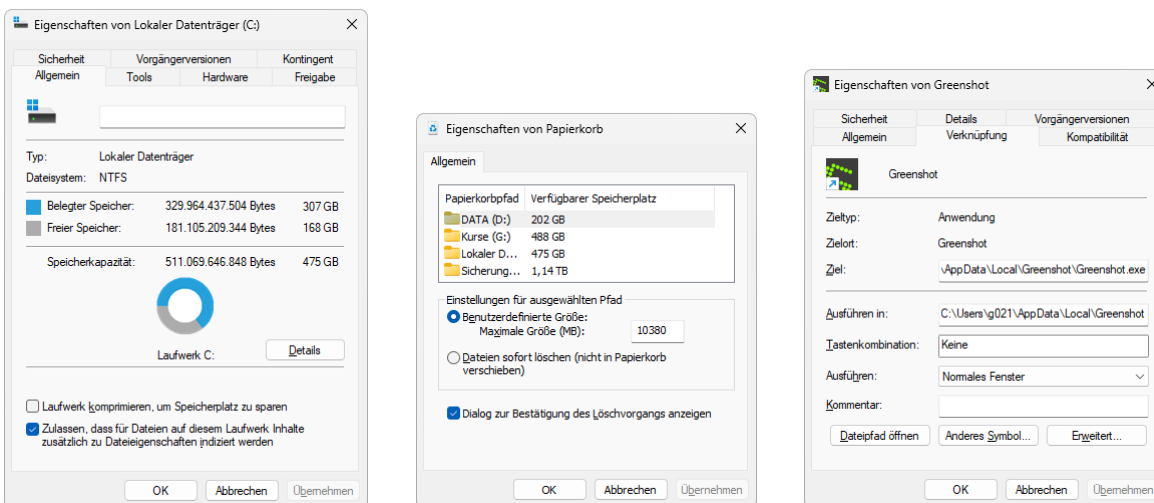 Eigenschaften von Lokaler Datenträger (C:)
Sicherheit Vorgängerversionen Kontingent
Allgemein Tools Hardware Freigabe
Typ: Lokaler Datenträger
Dateisystem: NTFS
Belegter Speicher: 329.964.437.504 Bytes 307 GB
Freier Speicher: 181.105.209.344 Bytes 168 GB
Speicherkapazität: 511.069.646.848 Bytes 475 GB
Laufwerk C:
Details
Laufwerk komprimieren, um Speicherplatz zu sparen
Zulassen, dass für Dateien auf diesem Laufwerk Inhalte
zusätzlich zu Dateieigenschaften indiziert werden
OK Abbrechen Übernehmen
Eigenschaften von Papierkorb
Allgemein
Papierkorbpfad Verfügbarer Speicherplatz
DATA (D:) 202 GB
Kurse (G:) 488 GB
Lokaler D... 475 GB
Sicherung... 1,14 TB
Einstellungen für ausgewählten Pfad
Benutzerdefinierte Größe:
Maximale Größe (MB): 10380
Dateien sofort löschen (nicht in Papierkorb
verschieben)
Dialog zur Bestätigung des Löschvorgangs anzeigen
OK Abbrechen Übernehmen
Eigenschaften von Greenshot
Sicherheit Details Vorgängerversionen
Allgemein Verknüpfung Kompatibilität
Greenshot
Zieltyp: Anwendung
Zielort: Greenshot
Ziel: \AppData\Local\Greenshot\Greenshot.exe
Ausführen in: C:\Users\g021\AppData\Local\Greenshot
Tastenkombination: Keine
Ausführen: Normales Fenster
Kommentar:
Dateipfad öffnen Anderes Symbol... Erweitert...
OK Abbrechen Übernehmen